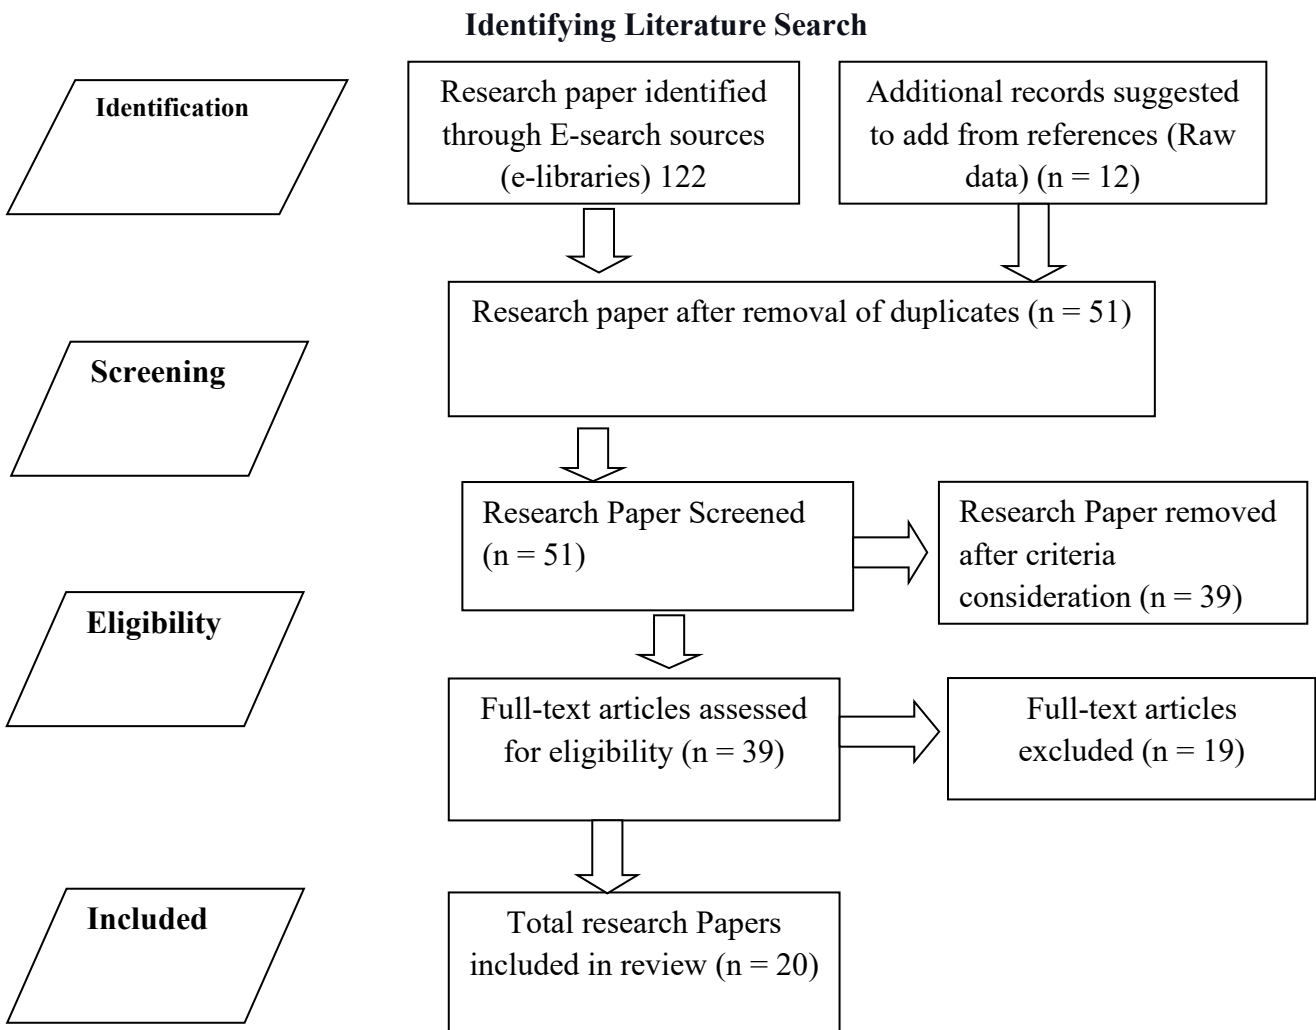 Identifying Literature Search
Identification
Research paper identified
through E-search sources
(e-libraries) 122
Additional records suggested
to add from references (Raw
data) (n = 12)
Research paper after removal of duplicates (n = 51)
Screening
Research Paper Screened
(n = 51)
Research Paper removed
after criteria
consideration (n = 39)
Eligibility
Full-text articles assessed
for eligibility (n = 39)
Full-text articles
excluded (n = 19)
Included
Total research Papers
included in review (n = 20)